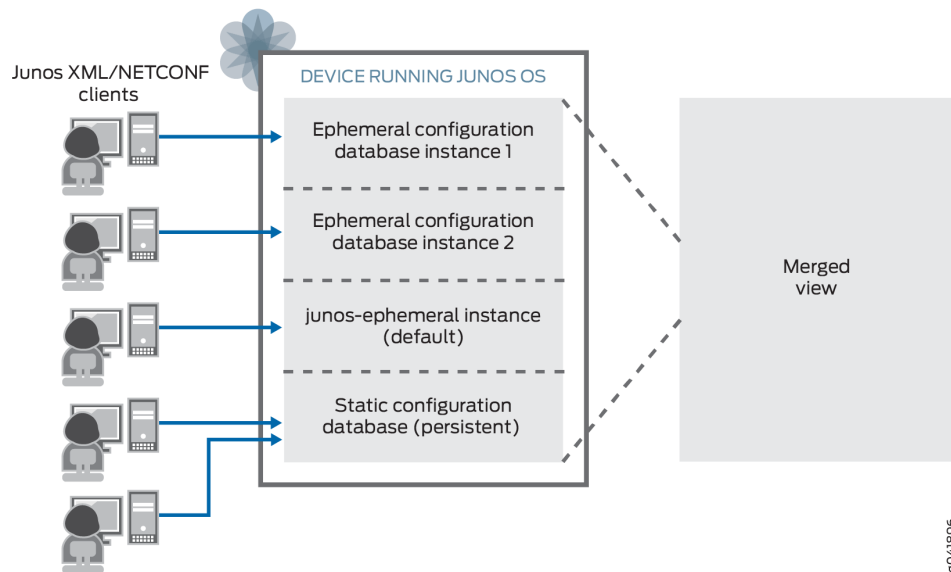 Junos XML/NETCONF
clients
DEVICE RUNNING JUNOS OS
Ephemeral configuration
database instance 1
Ephemeral configuration
database instance 2
junos-ephemeral instance
(default)
Static configuration
database (persistent)
Merged
view